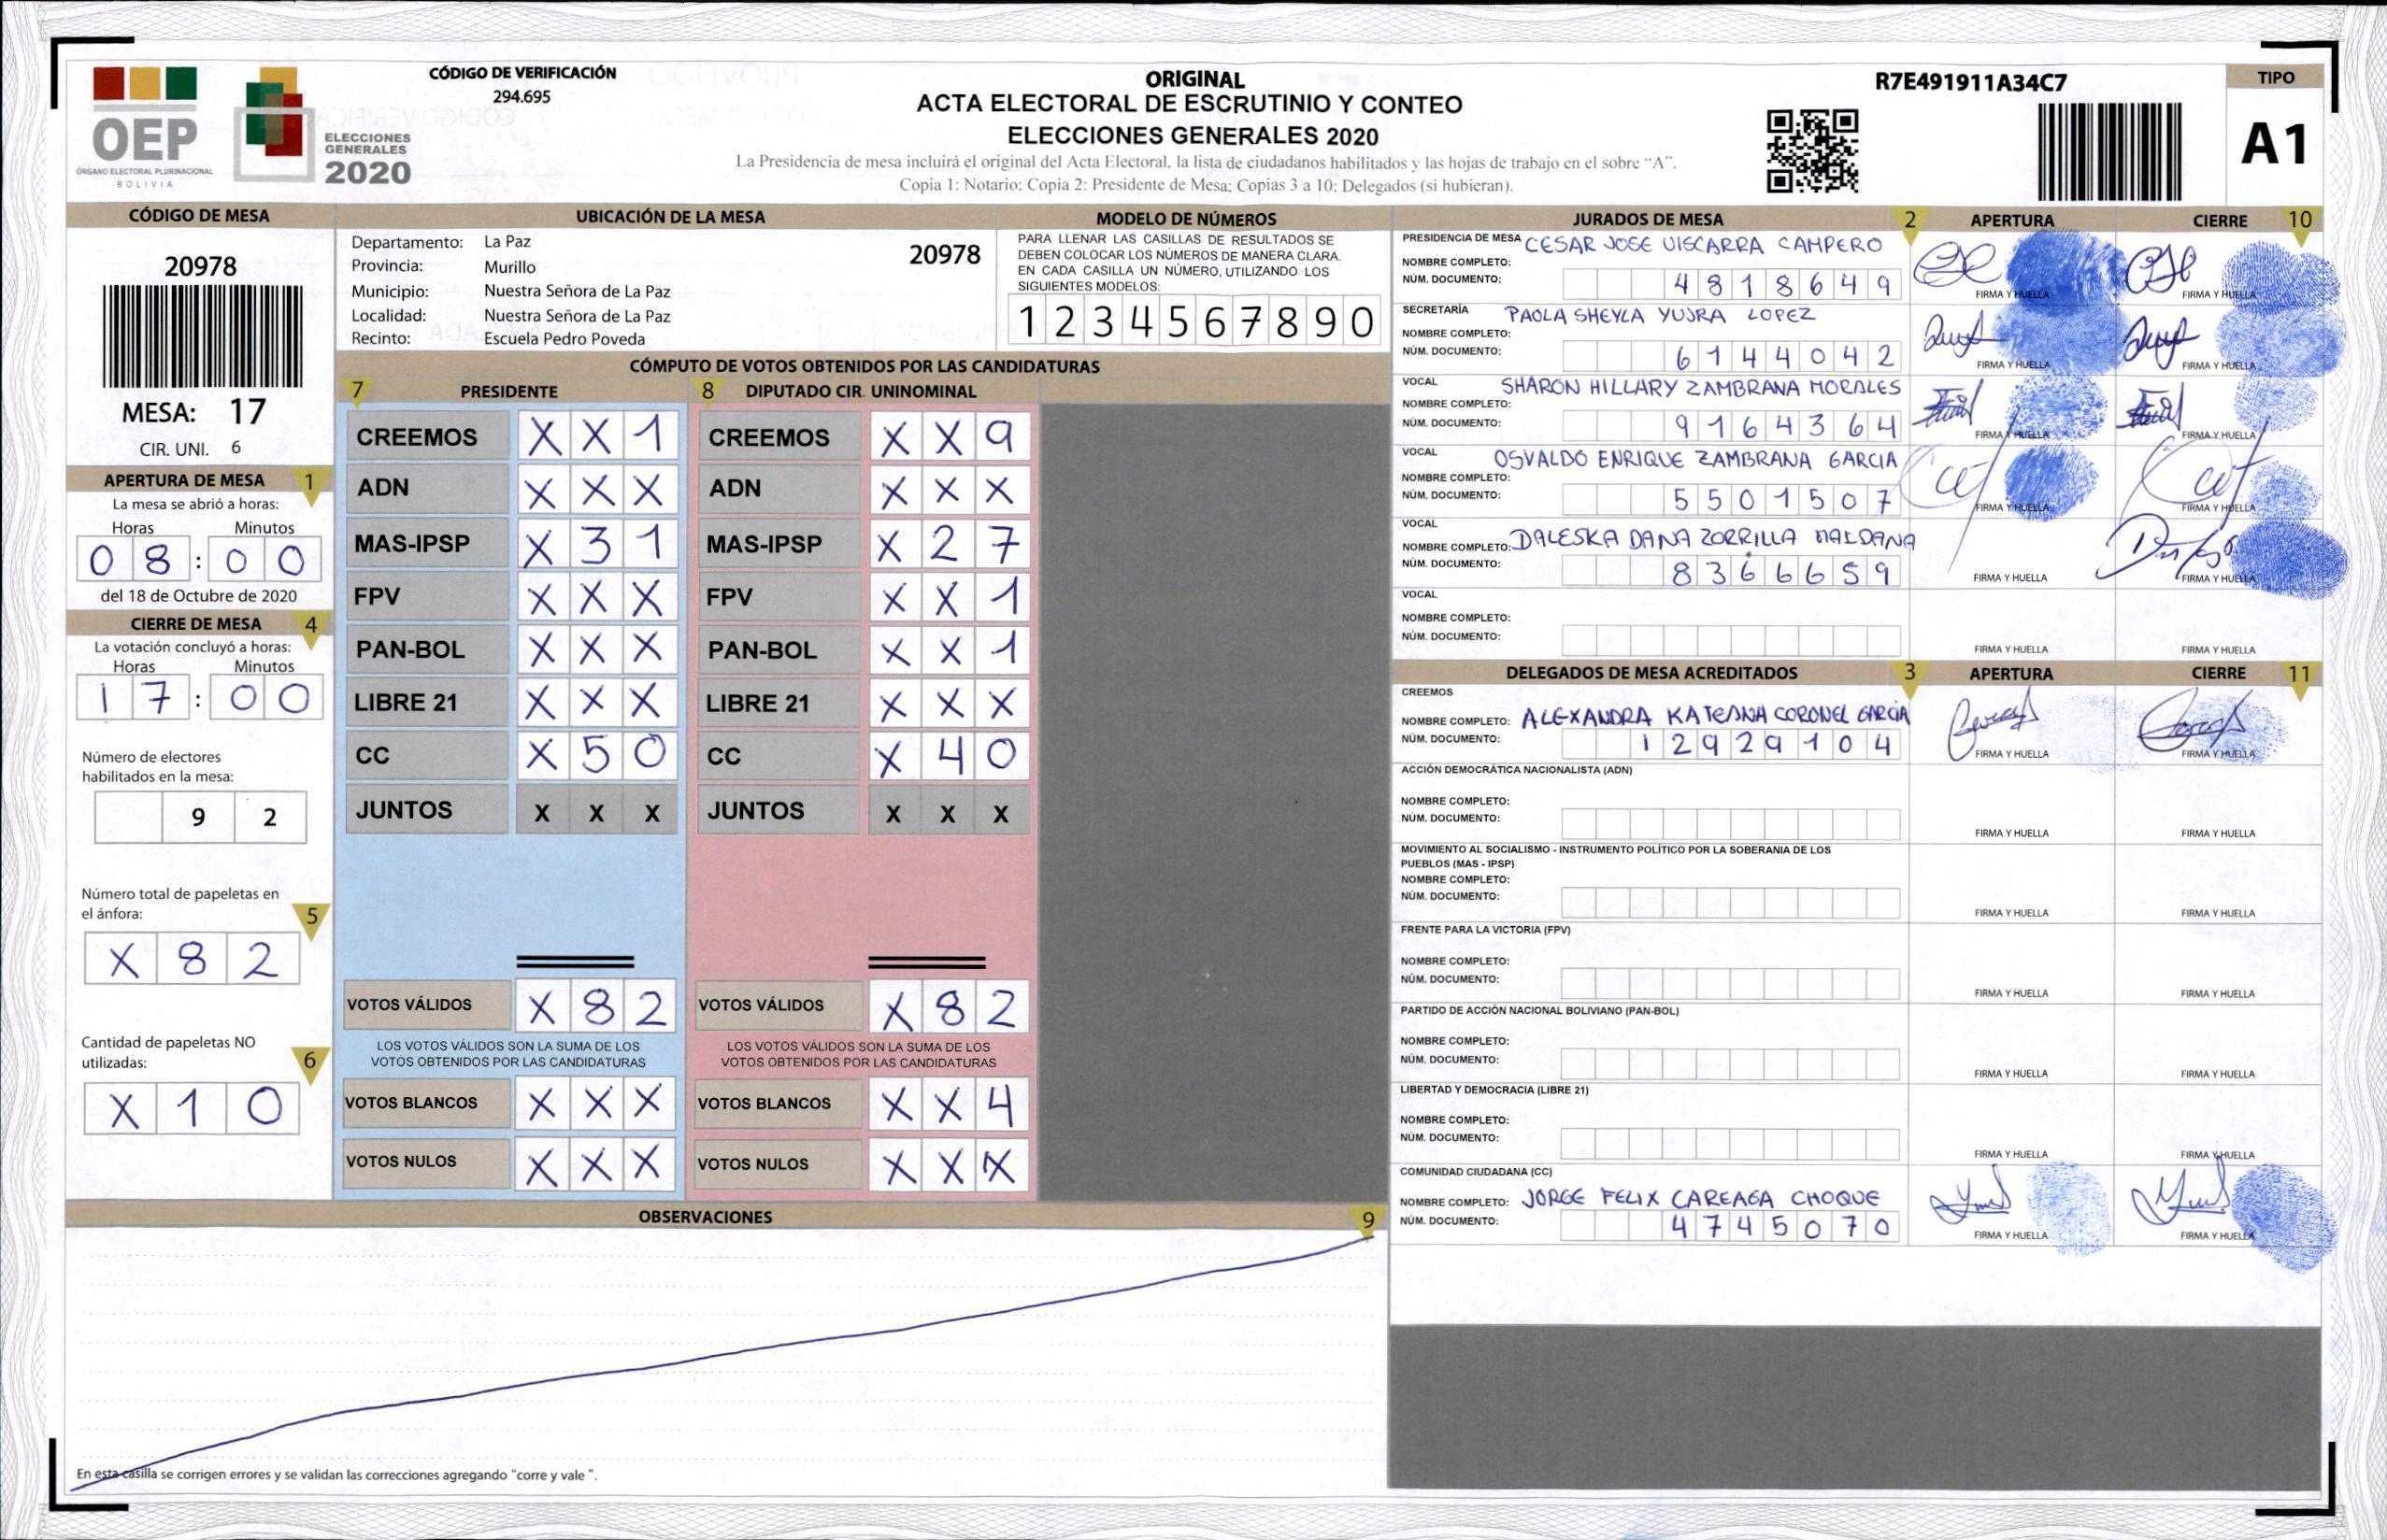 CÓDIGO DE VERIFICACIÓN
294.695
ORIGINAL
ACTA ELECTORAL DE ESCRUTINIO Y CONTEO
ELECCIONES GENERALES 2020
La Presidencia de mesa incluirá el original del Acta Electoral, la lista de ciudadanos habilitados y las hojas de trabajo en el sobre "A".
Copia 1: Notario; Copia 2: Presidente de Mesa; Copias 3 a 10: Delegados (si hubieran).
R7E491911A34C7
TIPO
A1
OEP
ÓRGANO ELECTORAL PLURINACIONAL
BOLIVIA
ELECCIONES
GENERALES
2020
CÓDIGO DE MESA
20978
MESA: 17
CIR. UNI. 6
APERTURA DE MESA 1
La mesa se abrió a horas:
Horas Minutos
08:00
del 18 de Octubre de 2020
CIERRE DE MESA 4
La votación concluyó a horas:
Horas Minutos
17:00
Número de electores
habilitados en la mesa:
9 2
Número total de papeletas en
el ánfora: 5
X 8 2
Cantidad de papeletas NO
utilizadas: 6
X 1 0
UBICACIÓN DE LA MESA
Departamento: La Paz 20978
Provincia: Murillo
Municipio: Nuestra Señora de La Paz
Localidad: Nuestra Señora de La Paz
Recinto: Escuela Pedro Poveda
MODELO DE NÚMEROS
PARA LLENAR LAS CASILLAS DE RESULTADOS SE
DEBEN COLOCAR LOS NÚMEROS DE MANERA CLARA.
EN CADA CASILLA UN NÚMERO, UTILIZANDO LOS
SIGUIENTES MODELOS:
1 2 3 4 5 6 7 8 9 0
CÓMPUTO DE VOTOS OBTENIDOS POR LAS CANDIDATURAS
7 PRESIDENTE 8 DIPUTADO CIR. UNINOMINAL
CREEMOS X X 1 CREEMOS X X 9
ADN X X X ADN X X X
MAS-IPSP X 3 1 MAS-IPSP X 2 7
FPV X X X FPV X X 1
PAN-BOL X X X PAN-BOL X X 1
LIBRE 21 X X X LIBRE 21 X X X
CC X 5 0 CC X 4 0
JUNTOS X X X JUNTOS X X X
VOTOS VÁLIDOS X 8 2 VOTOS VÁLIDOS X 8 2
LOS VOTOS VÁLIDOS SON LA SUMA DE LOS LOS VOTOS VÁLIDOS SON LA SUMA DE LOS
VOTOS OBTENIDOS POR LAS CANDIDATURAS VOTOS OBTENIDOS POR LAS CANDIDATURAS
VOTOS BLANCOS X X X VOTOS BLANCOS X X 4
VOTOS NULOS X X X VOTOS NULOS X X X
OBSERVACIONES 9
En esta casilla se corrigen errores y se validan las correcciones agregando "corre y vale ".
JURADOS DE MESA 2 APERTURA CIERRE 10
PRESIDENCIA DE MESA CESAR JOSE VISCARRA CAMPERO
NOMBRE COMPLETO:
NÚM. DOCUMENTO: 4818649 FIRMA Y HUELLA FIRMA Y HUELLA
SECRETARÍA PAOLA SHEYLA YUJRA LOPEZ
NOMBRE COMPLETO:
NÚM. DOCUMENTO: 6144042 FIRMA Y HUELLA FIRMA Y HUELLA
VOCAL SHARON HILLARY ZAMBRANA MORALES
NOMBRE COMPLETO:
NÚM. DOCUMENTO: 9164364 FIRMA Y HUELLA FIRMA Y HUELLA
VOCAL OSVALDO ENRIQUE ZAMBRANA GARCIA
NOMBRE COMPLETO:
NÚM. DOCUMENTO: 5501507 FIRMA Y HUELLA FIRMA Y HUELLA
VOCAL
NOMBRE COMPLETO: DALESKA DANA ZORRILLA MALDANA
NÚM. DOCUMENTO: 8366659 FIRMA Y HUELLA FIRMA Y HUELLA
VOCAL
NOMBRE COMPLETO:
NÚM. DOCUMENTO: FIRMA Y HUELLA FIRMA Y HUELLA
DELEGADOS DE MESA ACREDITADOS 3 APERTURA CIERRE 11
CREEMOS
NOMBRE COMPLETO: ALEXANDRA CORONEL GARCIA
NÚM. DOCUMENTO: 12929104 FIRMA Y HUELLA FIRMA Y HUELLA
ACCIÓN DEMOCRÁTICA NACIONALISTA (ADN)
NOMBRE COMPLETO:
NÚM. DOCUMENTO: FIRMA Y HUELLA FIRMA Y HUELLA
MOVIMIENTO AL SOCIALISMO - INSTRUMENTO POLÍTICO POR LA SOBERANIA DE LOS
PUEBLOS (MAS - IPSP)
NOMBRE COMPLETO:
NÚM. DOCUMENTO: FIRMA Y HUELLA FIRMA Y HUELLA
FRENTE PARA LA VICTORIA (FPV)
NOMBRE COMPLETO:
NÚM. DOCUMENTO: FIRMA Y HUELLA FIRMA Y HUELLA
PARTIDO DE ACCIÓN NACIONAL BOLIVIANO (PAN-BOL)
NOMBRE COMPLETO:
NÚM. DOCUMENTO: FIRMA Y HUELLA FIRMA Y HUELLA
LIBERTAD Y DEMOCRACIA (LIBRE 21)
NOMBRE COMPLETO:
NÚM. DOCUMENTO: FIRMA Y HUELLA FIRMA Y HUELLA
COMUNIDAD CIUDADANA (CC)
NOMBRE COMPLETO: JORGE FELIX CAREAGA CHOQUE
NÚM. DOCUMENTO: 4745070 FIRMA Y HUELLA FIRMA Y HUELLA